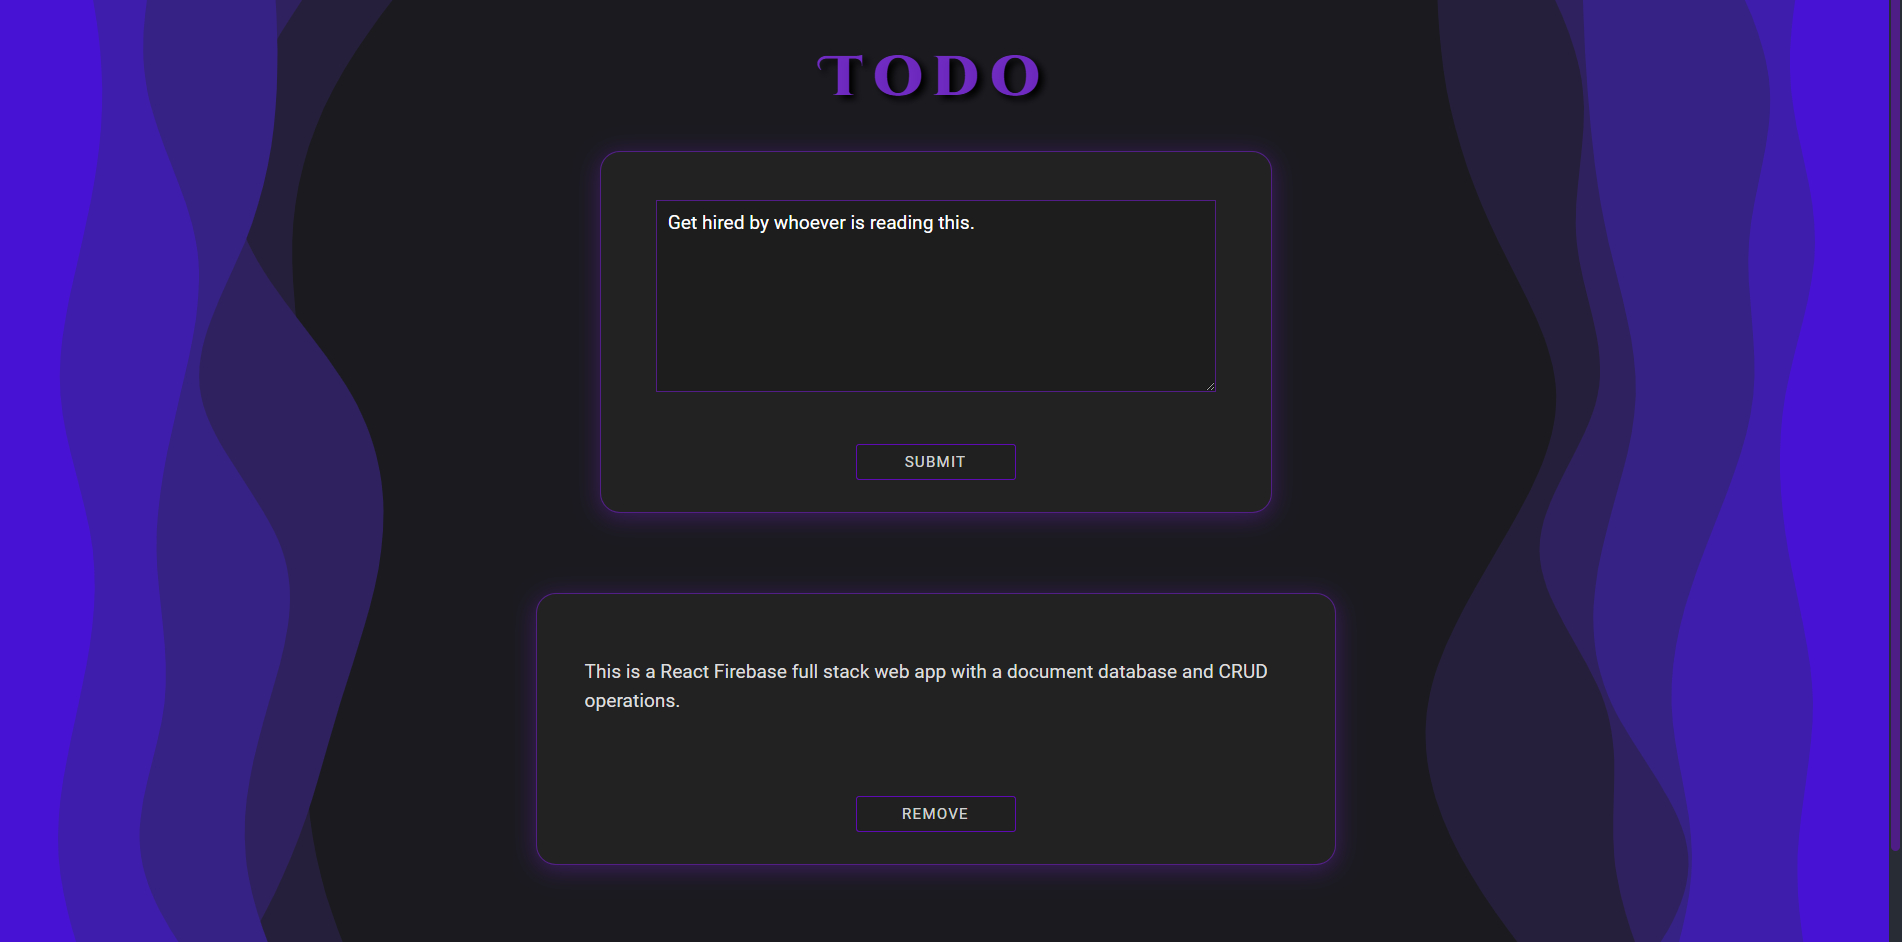 TODO
Get hired by whoever is reading this.
SUBMIT
This is a React Firebase full stack web app with a document database and CRUD
operations.
REMOVE